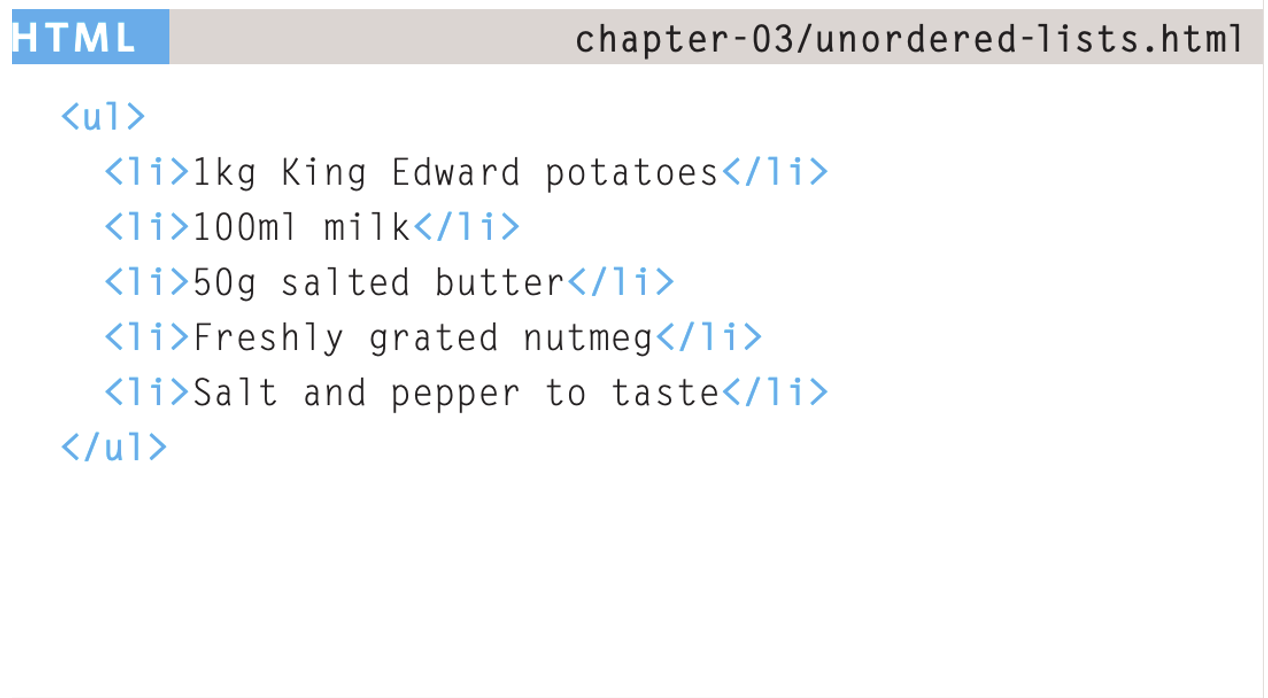 HTML chapter-03/unordered-lists.html
<ul>
<li>1kg King Edward potatoes</li>
<li>100ml milk</li>
<li>50g salted butter</li>
<li>Freshly grated nutmeg</li>
<li>Salt and pepper to taste</li>
</ul>